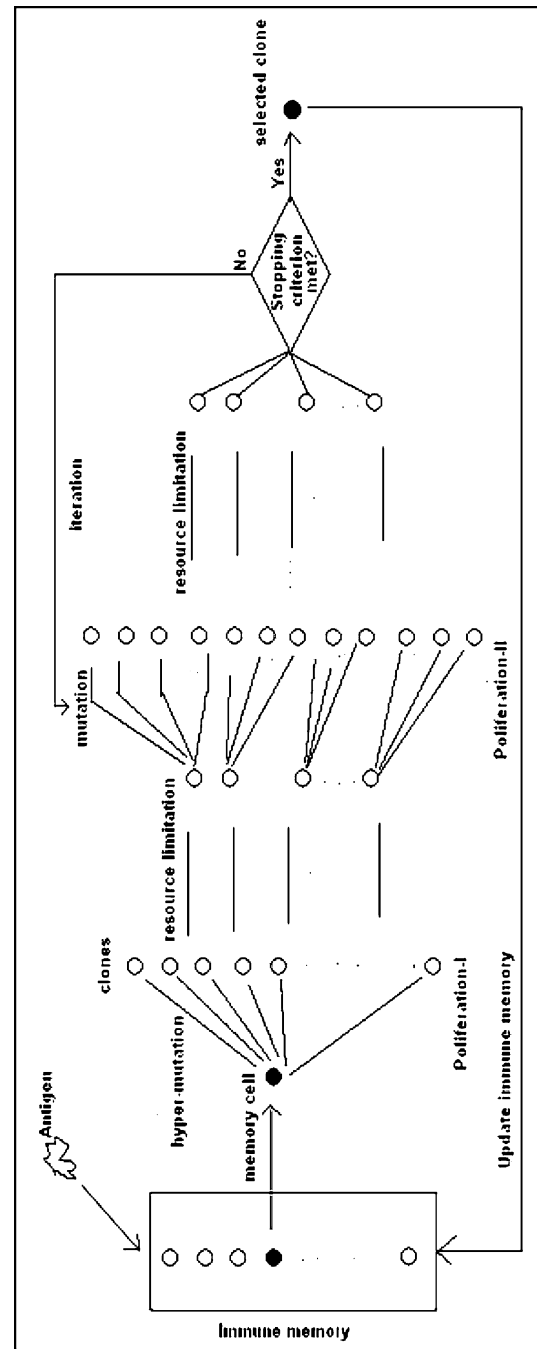 Antigen
Immune memory
memory cell
hyper-mutation
clones
Poliferation-I
resource limitation
mutation
Poliferation-II
iteration
resource limitation
Stopping
criterion
met?
No
Yes
selected clone
Update immune memory